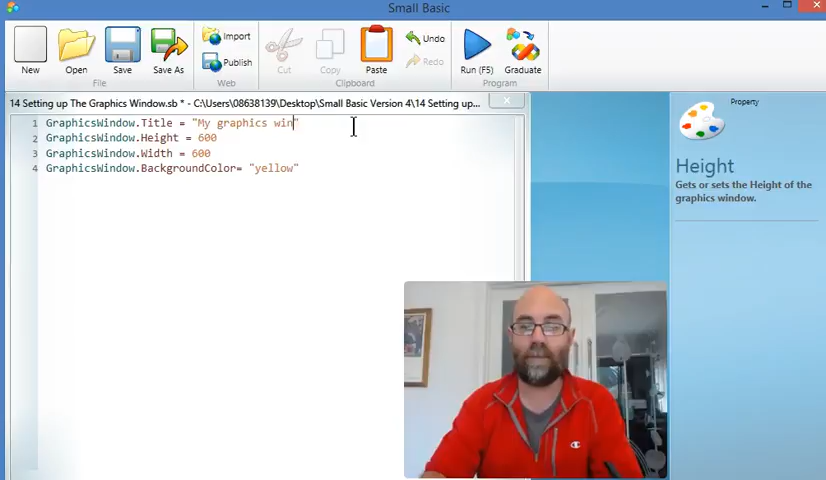 Small Basic
New
Open
Save
Save As
Import
Publish
Cut
Copy
Paste
Undo
Redo
Run (F5)
Graduate
File
Web
Clipboard
Program
14 Setting up The Graphics Window.sb * - C:\Users\08638139\Desktop\Small Basic Version 4\14 Setting up...
1 GraphicsWindow.Title = "My graphics win"
2 GraphicsWindow.Height = 600
3 GraphicsWindow.Width = 600
4 GraphicsWindow.BackgroundColor= "yellow"
Property
Height
Gets or sets the Height of the
graphics window.